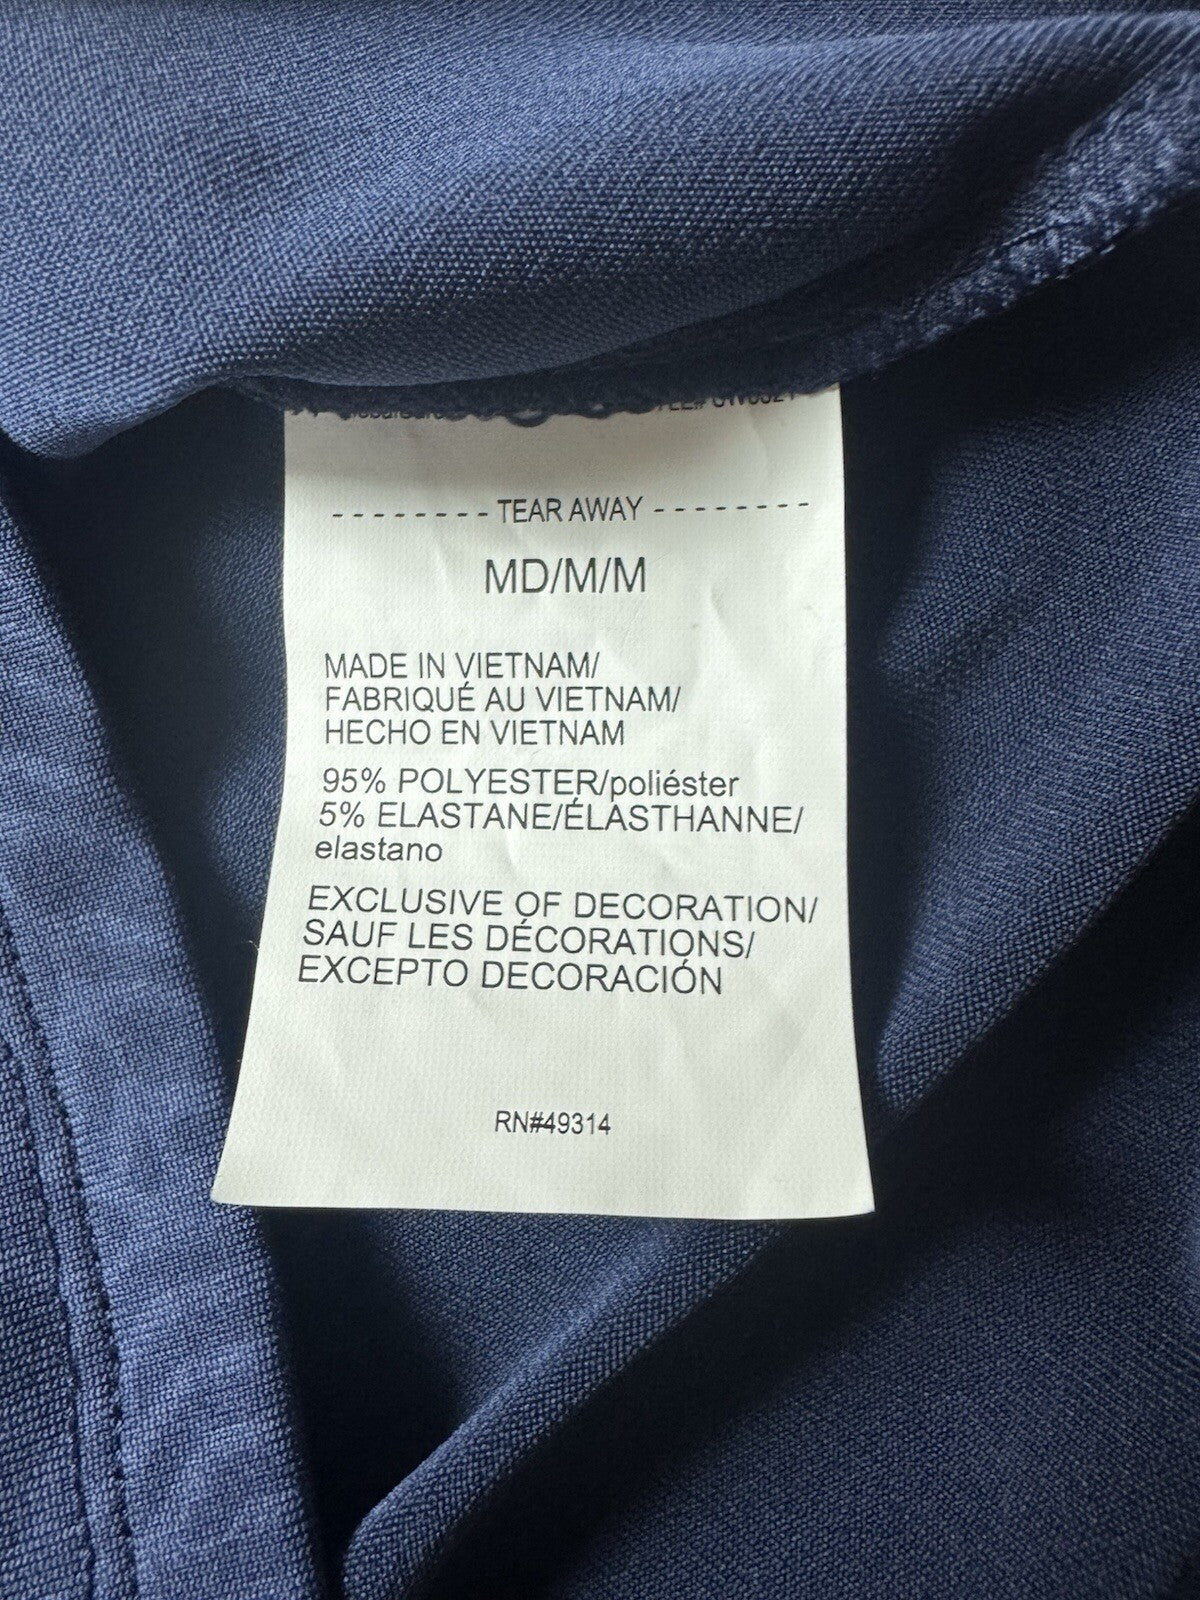 -------- TEAR AWAY --------
MD/M/M
MADE IN VIETNAM/
FABRIQUÉ AU VIETNAM/
HECHO EN VIETNAM
95% POLYESTER/poliéster
5% ELASTANE/ÉLASTHANNE/
elastano
EXCLUSIVE OF DECORATION/
SAUF LES DÉCORATIONS/
EXCEPTO DECORACIÓN
RN#49314